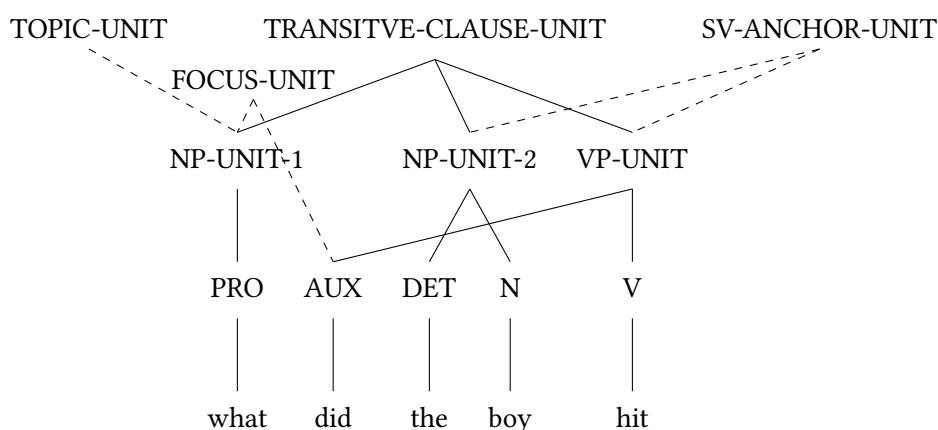 TOPIC-UNIT TRANSITVE-CLAUSE-UNIT SV-ANCHOR-UNIT
FOCUS-UNIT
NP-UNIT-1 NP-UNIT-2 VP-UNIT
PRO AUX DET N V
what did the boy hit